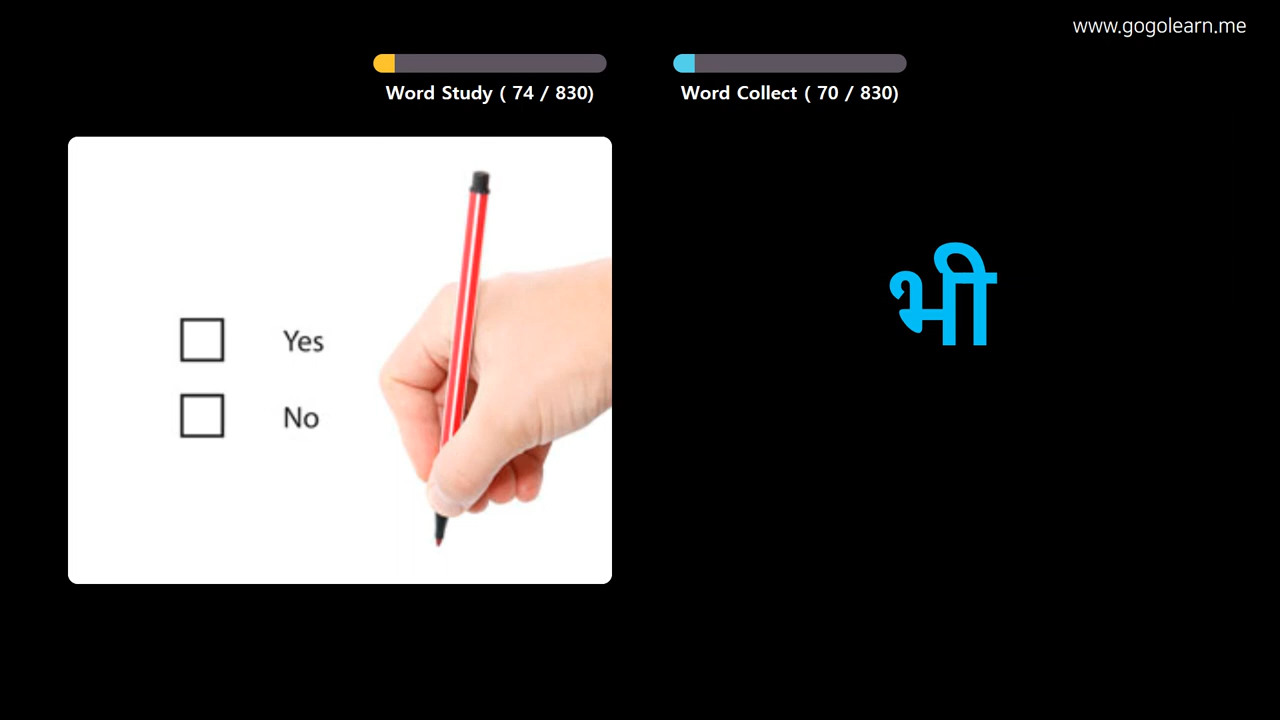 www.gogolearn.me
Word Study ( 74 / 830)
Word Collect ( 70 / 830)
Yes
No
भी